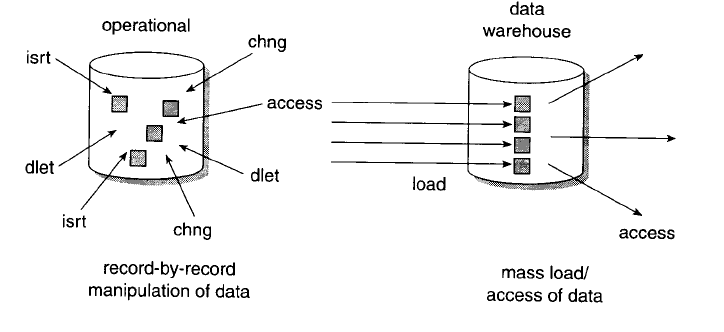 operational
isrt
chng
access
dlet
dlet
isrt
chng
record-by-record
manipulation of data
data
warehouse
load
access
mass load/
access of data